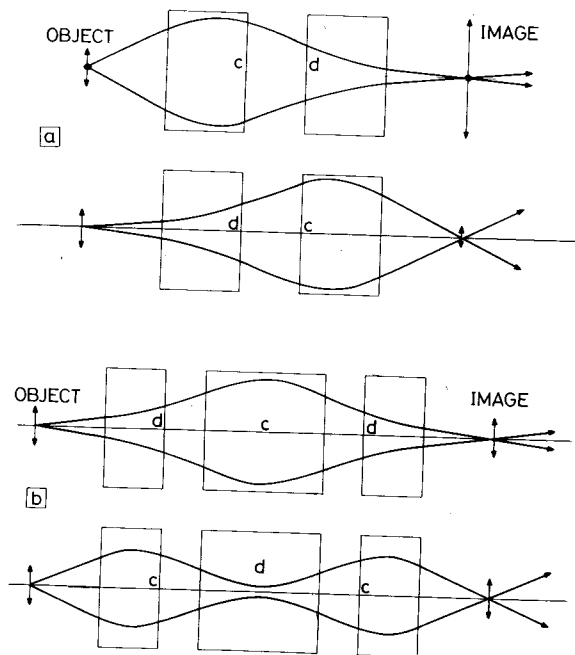 OBJECT
IMAGE
c d
a
d c
OBJECT
IMAGE
d c d
b
c d c